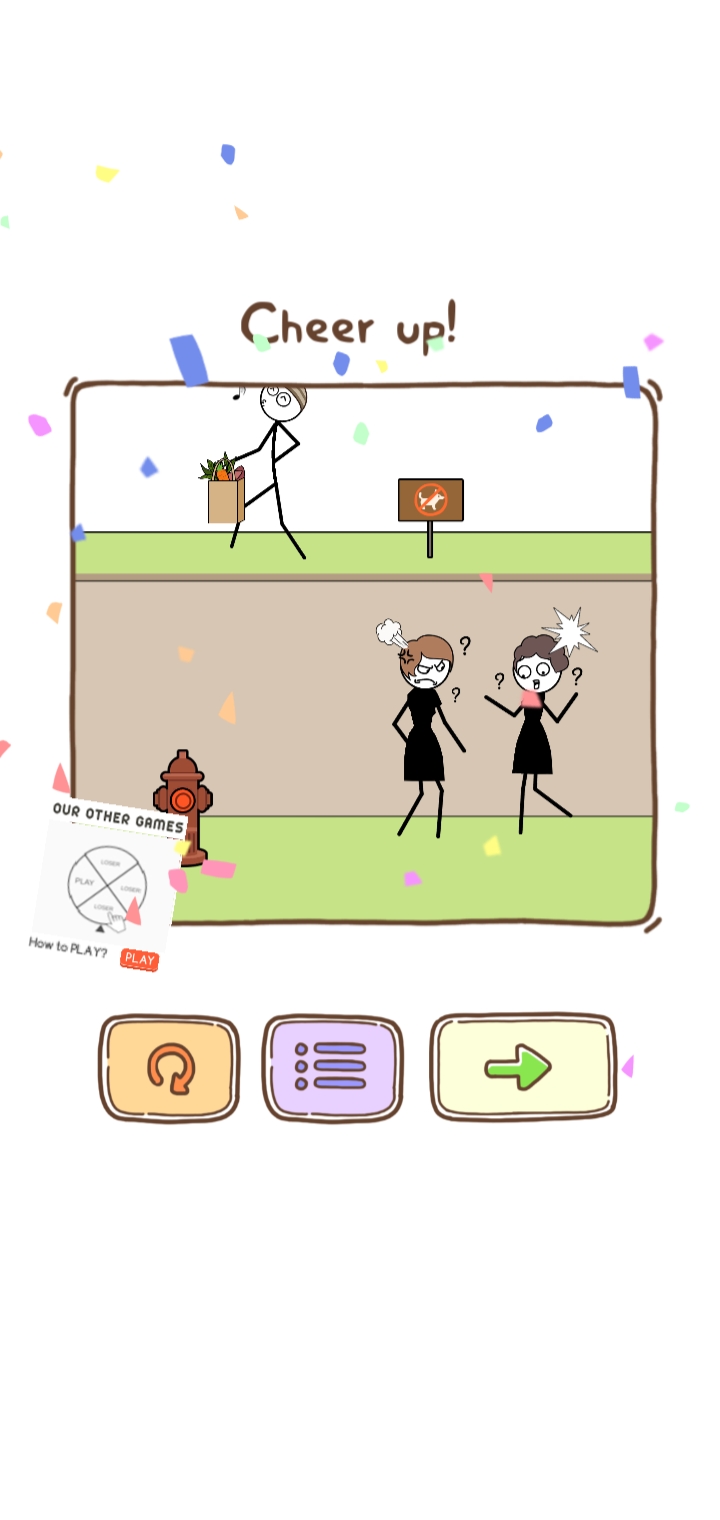 Cheer up!
?
?
?
?
OUR OTHER GAMES
LOSER
PLAY
LOSER
LOSER
How to PLAY?
PLAY